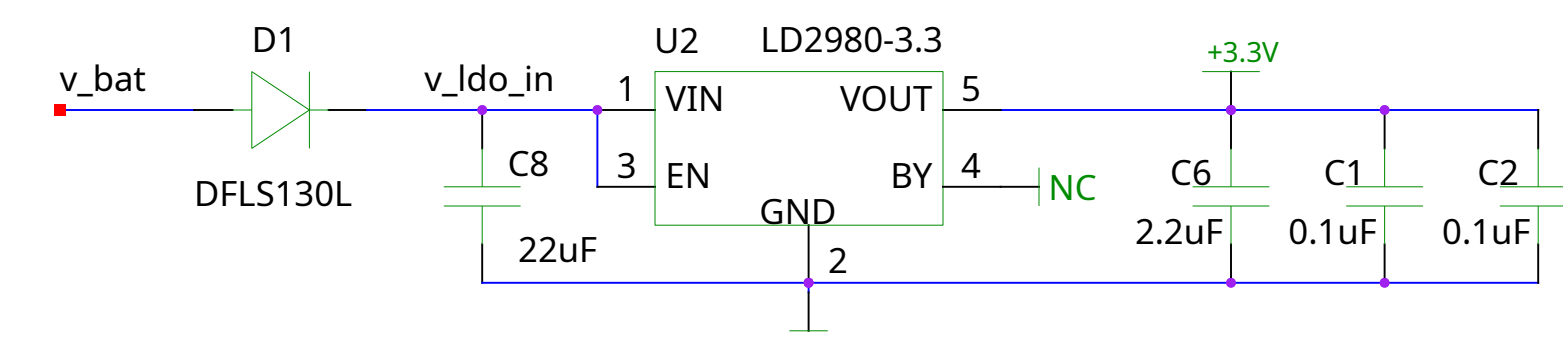 D1
U2
LD2980-3.3
+3.3V
v_bat
v_ldo_in
1
VIN
VOUT
5
C8
3
EN
BY
4
NC
C6
C1
C2
DFLS130L
GND
22uF
2
2.2uF
0.1uF
0.1uF